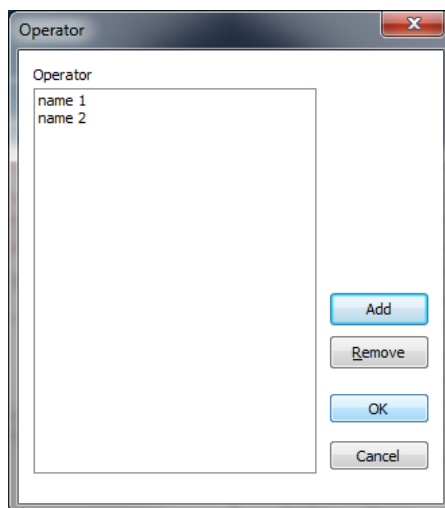 Operator
Operator
name 1
name 2
Add
Remove
OK
Cancel